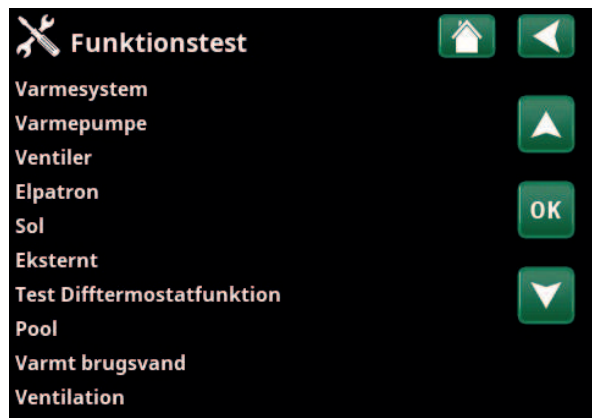 Funktionstest
Varmesystem
Varmepumpe
Ventiler
Elpatron
Sol
Eksternt
Test Difftermostatfunktion
Pool
Varmt brugsvand
Ventilation
OK